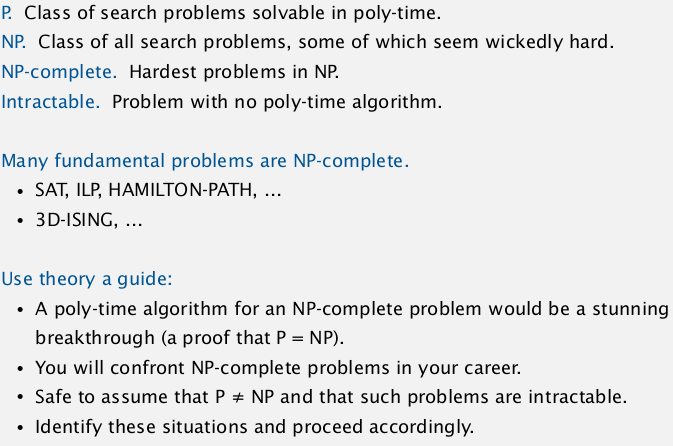 P. Class of search problems solvable in poly-time.
NP. Class of all search problems, some of which seem wickedly hard.
NP-complete. Hardest problems in NP.
Intractable. Problem with no poly-time algorithm.
Many fundamental problems are NP-complete.
• SAT, ILP, HAMILTON-PATH, …
• 3D-ISING, …
Use theory a guide:
• A poly-time algorithm for an NP-complete problem would be a stunning
breakthrough (a proof that P = NP).
• You will confront NP-complete problems in your career.
• Safe to assume that P ≠ NP and that such problems are intractable.
• Identify these situations and proceed accordingly.